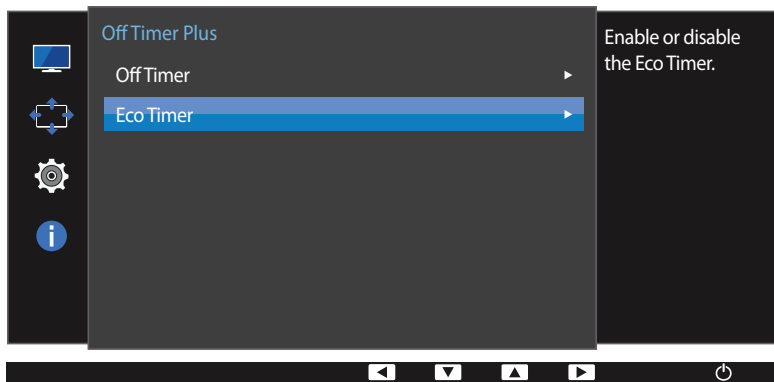 Off Timer Plus
Off Timer
Eco Timer
Enable or disable
the Eco Timer.